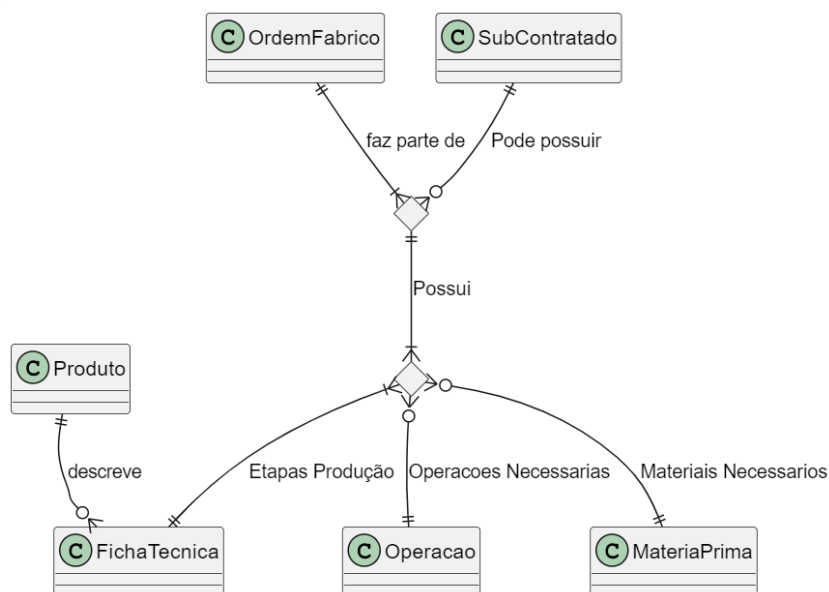 C OrdemFabrico
C SubContratado
faz parte de
Pode possuir
Possui
C Produto
descreve
Etapas Produção
Operacoes Necessarias
Materiais Necessarios
C FichaTecnica
C Operacao
C MateriaPrima